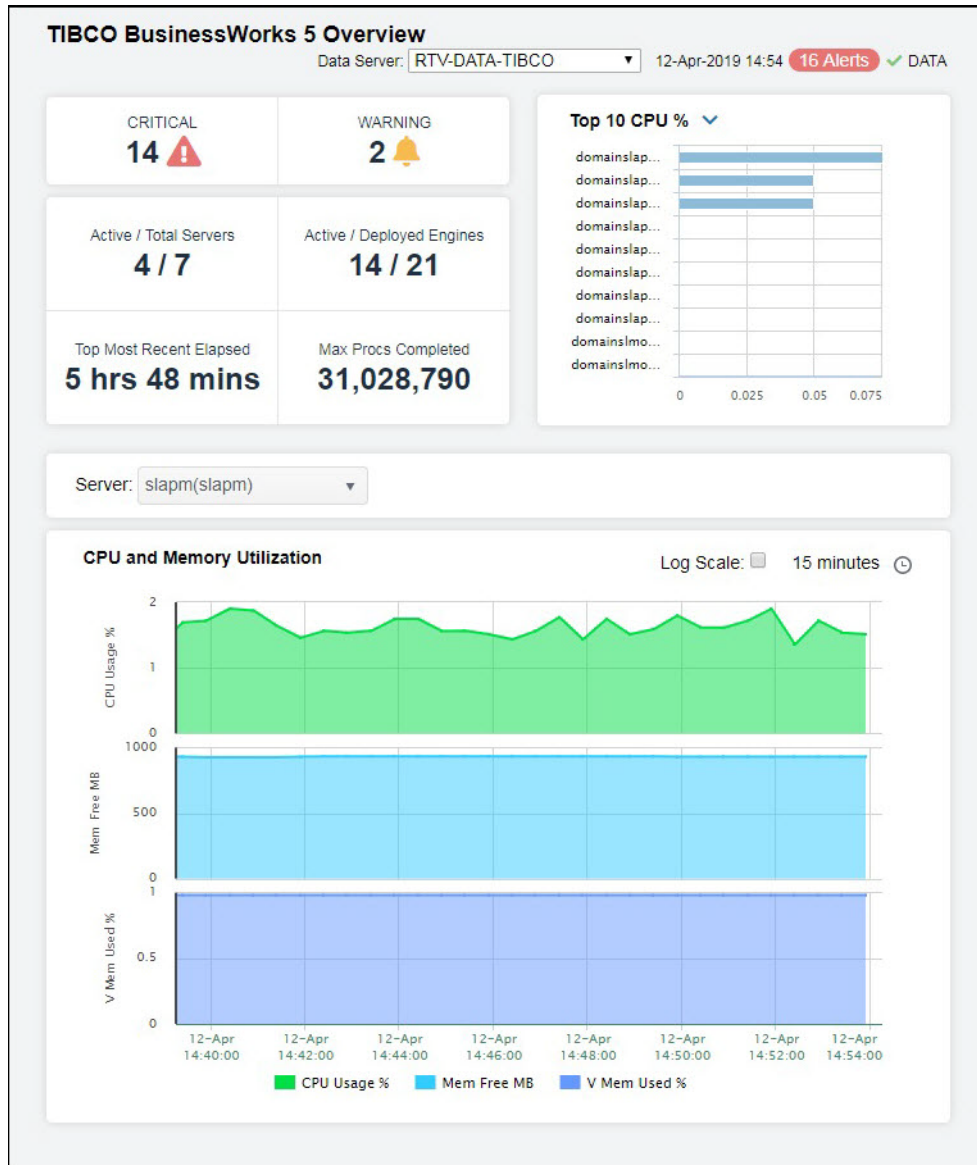 TIBCO BusinessWorks 5 Overview
Data Server: RTV-DATA-TIBCO 12-Apr-2019 14:54 16 Alerts DATA
CRITICAL
14
WARNING
2
Top 10 CPU %
domainslap...
domainslap...
domainslap...
domainslap...
domainslap...
domainslap...
domainslap...
domainslap...
domainslmo...
domainslmo...
0 0.025 0.05 0.075
Active / Total Servers
4 / 7
Active / Deployed Engines
14 / 21
Top Most Recent Elapsed
5 hrs 48 mins
Max Procs Completed
31,028,790
Server: slapm(slapm)
CPU and Memory Utilization
Log Scale: 15 minutes
CPU Usage %
2
1
0
Mem Free MB
1000
500
0
V Mem Used %
1
0.5
0
12-Apr 12-Apr 12-Apr 12-Apr 12-Apr 12-Apr 12-Apr 12-Apr
14:40:00 14:42:00 14:44:00 14:46:00 14:48:00 14:50:00 14:52:00 14:54:00
CPU Usage % Mem Free MB V Mem Used %